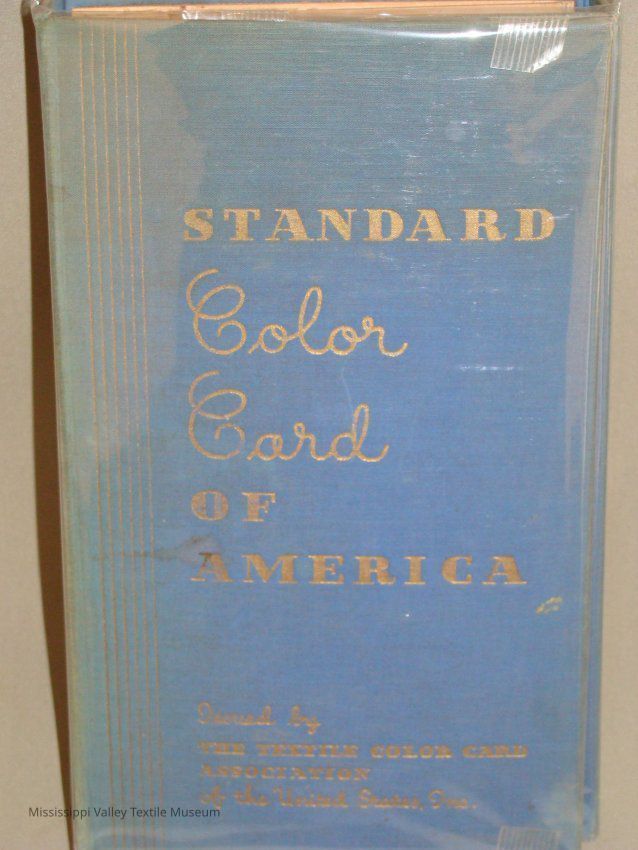 STANDARD
Color
Card
OF
AMERICA
Issued by
THE TEXTILE COLOR CARD
ASSOCIATION
of the United States, Inc.
Mississippi Valley Textile Museum